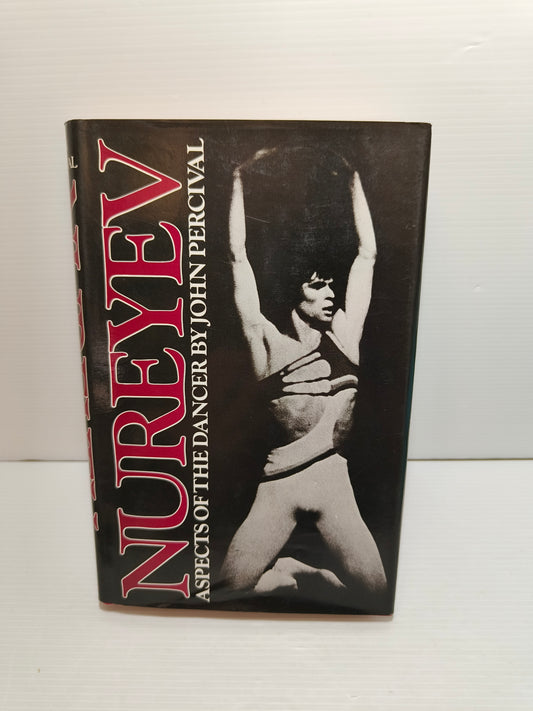 NUREYEV
ASPECTS OF THE DANCER BY JOHN PERCIVAL